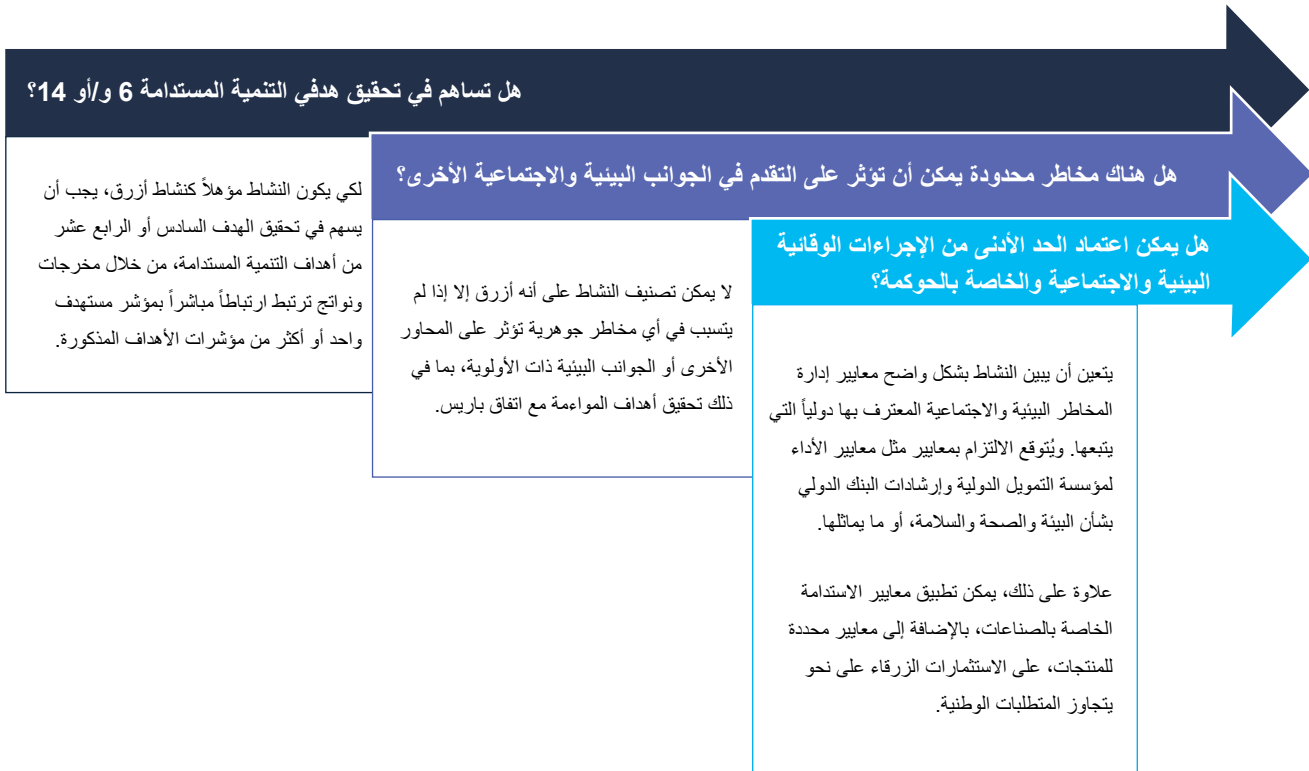 هل تساهم في تحقيق هدفي التنمية المستدامة 6 و/أو 14؟
لكي يكون النشاط مؤهلاً كنشاط أزرق، يجب أن
يسهم في تحقيق الهدف السادس أو الرابع عشر
من أهداف التنمية المستدامة، من خلال مخرجات
ونواتج ترتبط ارتباطاً مباشراً بمؤشر مستهدف
واحد أو أكثر من مؤشرات الأهداف المذكورة.
هل هناك مخاطر محدودة يمكن أن تؤثر على التقدم في الجوانب البيئية والاجتماعية الأخرى؟
لا يمكن تصنيف النشاط على أنه أزرق إلا إذا لم
يتسبب في أي مخاطر جوهرية تؤثر على المحاور
الأخرى أو الجوانب البيئية ذات الأولوية، بما في
ذلك تحقيق أهداف المواءمة مع اتفاق باريس.
هل يمكن اعتماد الحد الأدنى من الإجراءات الوقائية
البيئية والاجتماعية والخاصة بالحوكمة؟
يتعين أن يبين النشاط بشكل واضح معايير إدارة
المخاطر البيئية والاجتماعية المعترف بها دولياً التي
يتبعها. ويُتوقع الالتزام بمعايير مثل معايير الأداء
لمؤسسة التمويل الدولية وإرشادات البنك الدولي
بشأن البيئة والصحة والسلامة، أو ما يماثلها.
علاوة على ذلك، يمكن تطبيق معايير الاستدامة
الخاصة بالصناعات، بالإضافة إلى معايير محددة
للمنتجات، على الاستثمارات الزرقاء على نحو
يتجاوز المتطلبات الوطنية.